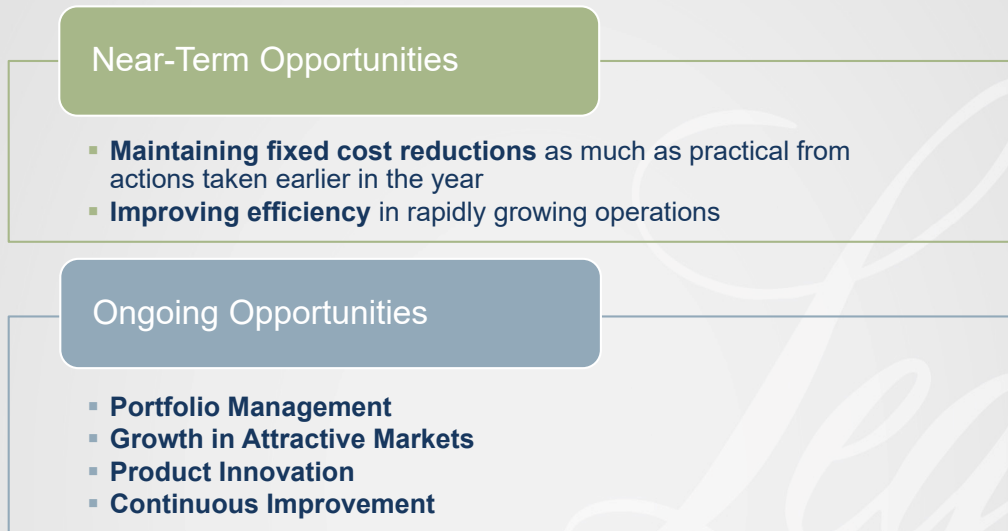 Near-Term Opportunities
▪ Maintaining fixed cost reductions as much as practical from
actions taken earlier in the year
▪ Improving efficiency in rapidly growing operations
Ongoing Opportunities
▪ Portfolio Management
▪ Growth in Attractive Markets
▪ Product Innovation
▪ Continuous Improvement